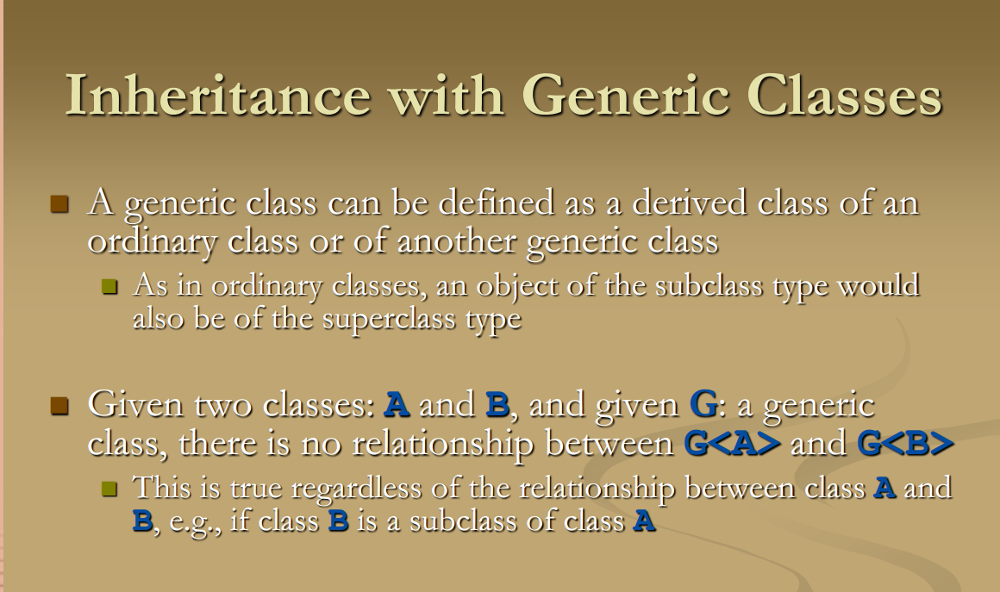 Inheritance with Generic Classes
A generic class can be defined as a derived class of an
ordinary class or of another generic class
As in ordinary classes, an object of the subclass type would
also be of the superclass type
Given two classes: A and B, and given G: a generic
class, there is no relationship between G<A> and G<B>
This is true regardless of the relationship between class A and
B, e.g., if class B is a subclass of class A